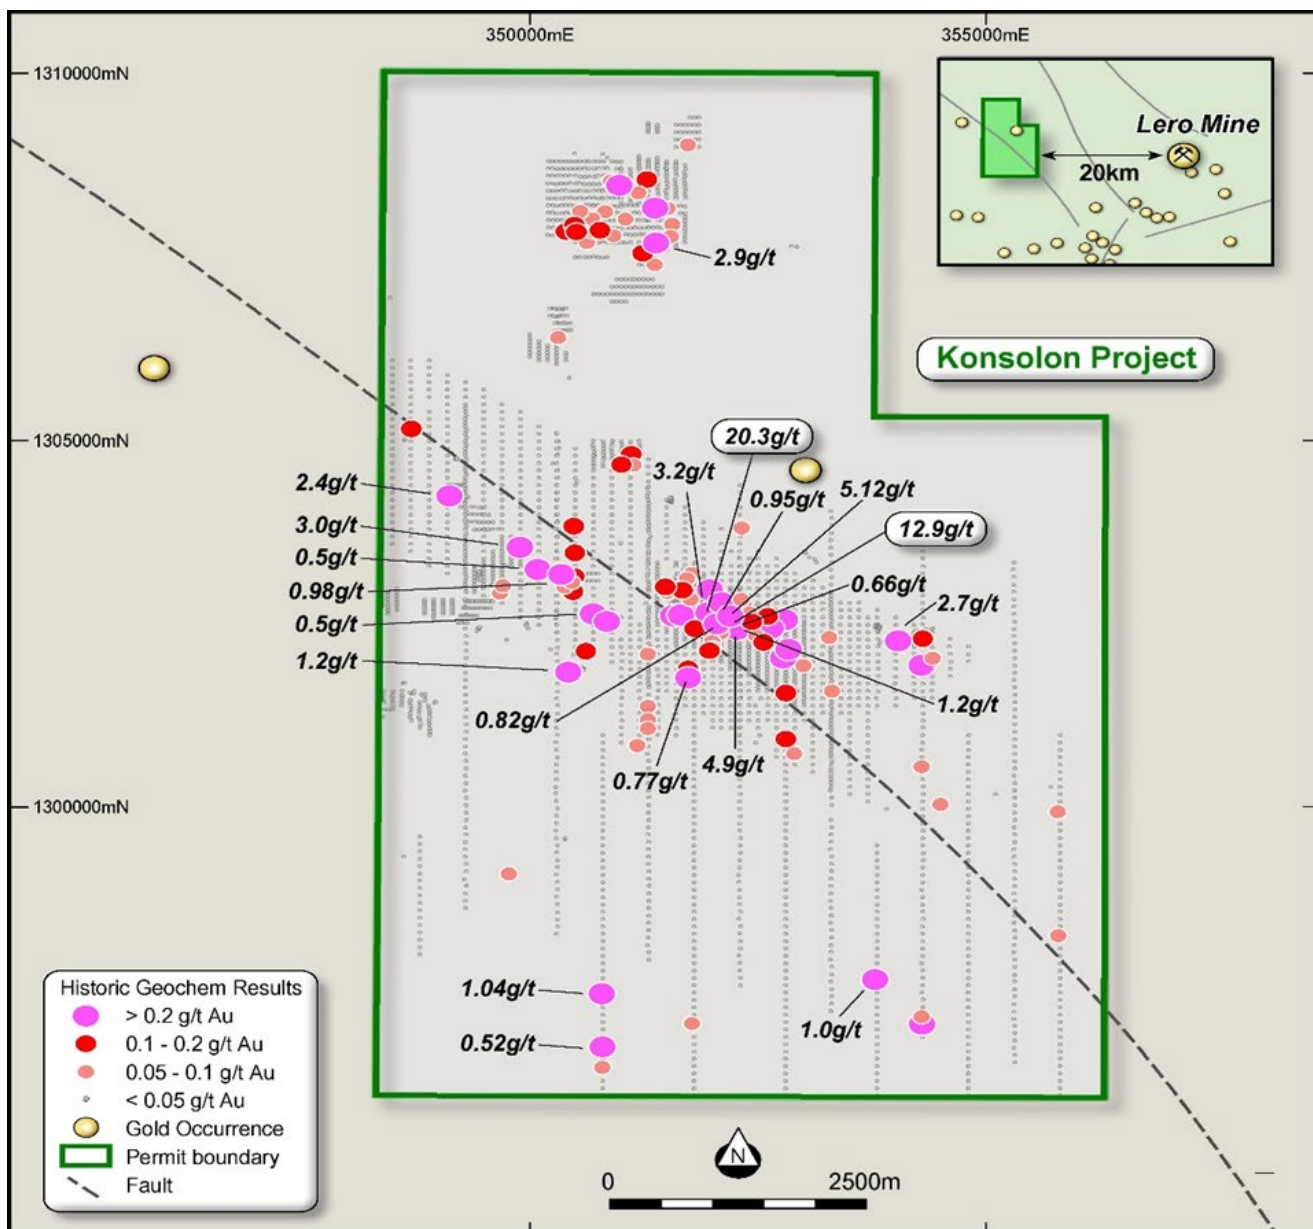 350000mE
355000mE
1310000mN
Lero Mine
20km
2.9g/t
Konsolon Project
1305000mN
20.3g/t
3.2g/t
2.4g/t
0.95g/t
5.12g/t
3.0g/t
12.9g/t
0.5g/t
0.66g/t
0.98g/t
2.7g/t
0.5g/t
1.2g/t
0.82g/t
1.2g/t
4.9g/t
0.77g/t
1300000mN
1.04g/t
1.0g/t
0.52g/t
Historic Geochem Results
> 0.2 g/t Au
0.1 - 0.2 g/t Au
0.05 - 0.1 g/t Au
< 0.05 g/t Au
Gold Occurrence
Permit boundary
Fault
N
0 2500m